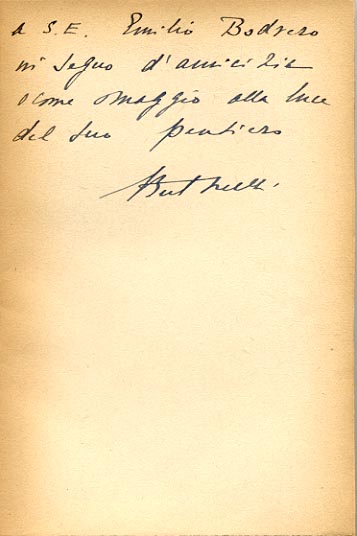 A S.E. Emilio Bodrero
in segno d'amicizia
e come omaggio alla luce
del suo pensiero